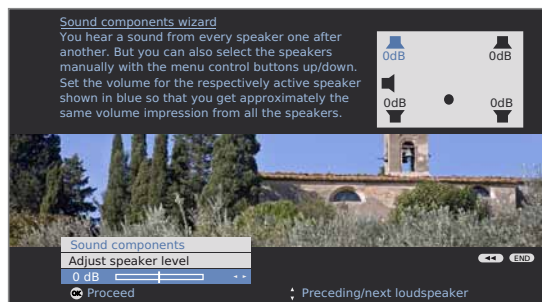 Sound components wizard
You hear a sound from every speaker one after
another. But you can also select the speakers
manually with the menu control buttons up/down.
Set the volume for the respectively active speaker
shown in blue so that you get approximately the
same volume impression from all the speakers.
0dB 0dB
0dB 0dB
Sound components
Adjust speaker level
0 dB
END
OK Proceed
Preceding/next loudspeaker